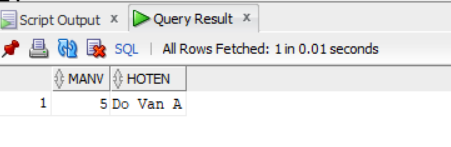 Script Output x Query Result x
SQL | All Rows Fetched: 1 in 0.01 seconds
MANV HOTEN
1 5 Do Van A